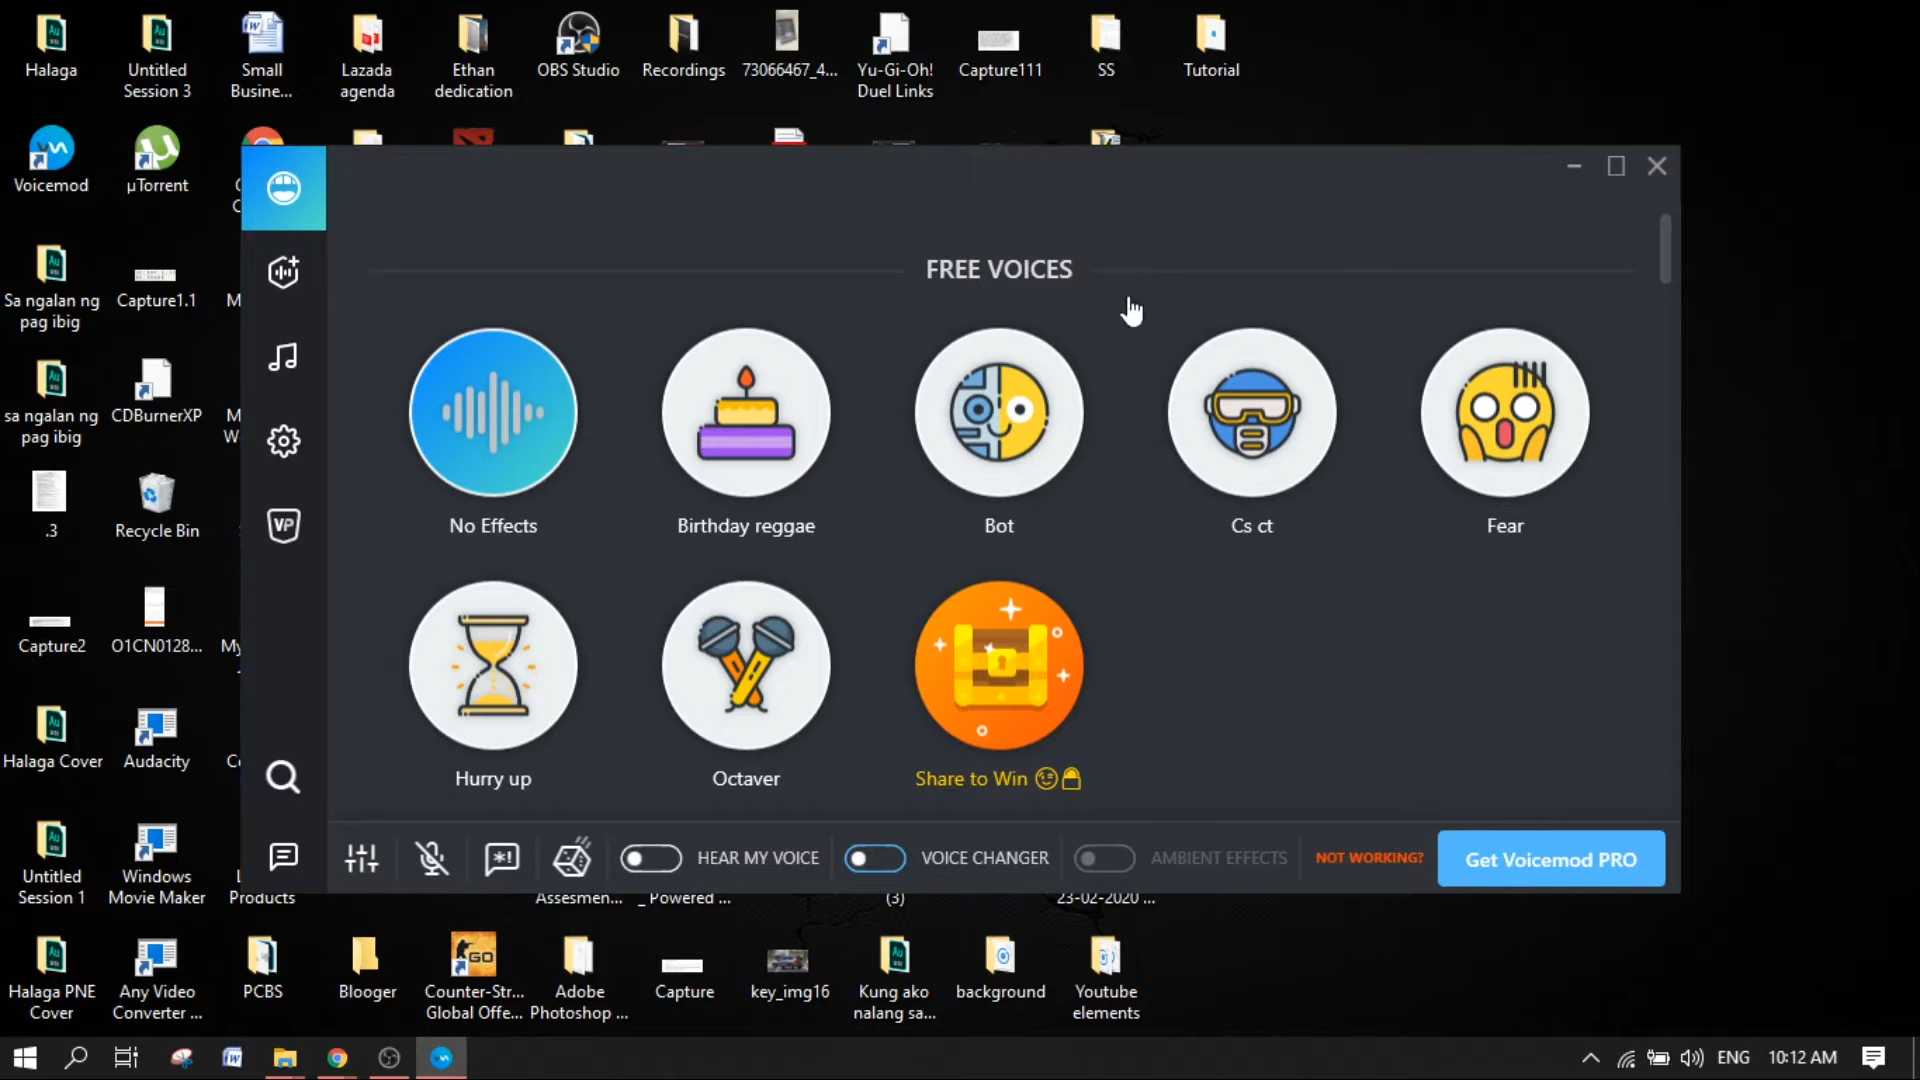 Halaga
Untitled
Session 3
Small
Busine...
Lazada
agenda
Ethan
dedication
OBS Studio
Recordings
73066467_4...
Yu-Gi-Oh!
Duel Links
Capture111
SS
Tutorial
Voicemod
µTorrent
Sa ngalan ng
pag ibig
Capture1.1
sa ngalan ng
pag ibig
CDBurnerXP
.3
Recycle Bin
Capture2
O1CN0128...
My
Halaga Cover
Audacity
Untitled
Session 1
Windows
Movie Maker
Products
Assesmen...
_ Powered ...
(3)
23-02-2020 ...
FREE VOICES
No Effects
Birthday reggae
Bot
Cs ct
Fear
Hurry up
Octaver
Share to Win
VP
HEAR MY VOICE
VOICE CHANGER
AMBIENT EFFECTS
NOT WORKING?
Get Voicemod PRO
Halaga PNE
Cover
Any Video
Converter ...
PCBS
Blooger
Counter-Str...
Global Offe...
Adobe
Photoshop ...
Capture
key_img16
Kung ako
nalang sa...
background
Youtube
elements
ENG
10:12 AM